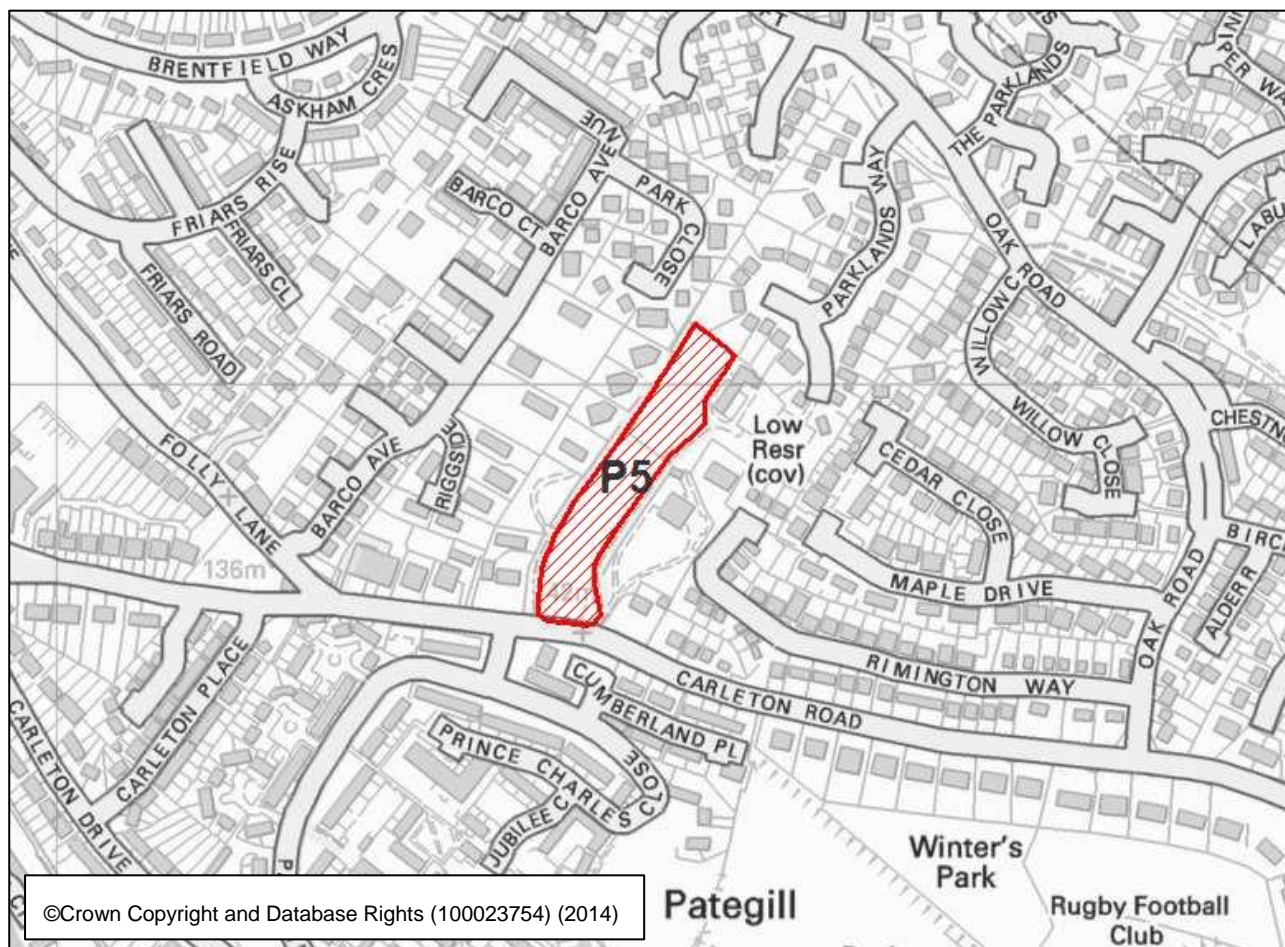 BRENTFIELD WAY
ASKHAM CRES
FRIARS RISE
FRIARS CL
FRIARS ROAD
BARCO CT
BARCO AVENUE
PARK CLOSE
PARKLANDS WAY
THE PARKLANDS
OAK ROAD
WILLOW C
WILLOW CLOSE
LABU
CHESTN
BIRCH
ALDERR
CEDAR CLOSE
MAPLE DRIVE
OAK ROAD
RIMINGTON WAY
Low
Resr
(cov)
P5
FOLLY LANE
BARCO AVE
RIGGSIDE
136m
CARLETON PLACE
CARLETON DRIVE
CARLETON ROAD
CUMBERLAND PL
PRINCE CHARLES CLOSE
JUBILEE C
Pategill
Winter's
Park
Rugby Football
Club
©Crown Copyright and Database Rights (100023754) (2014)